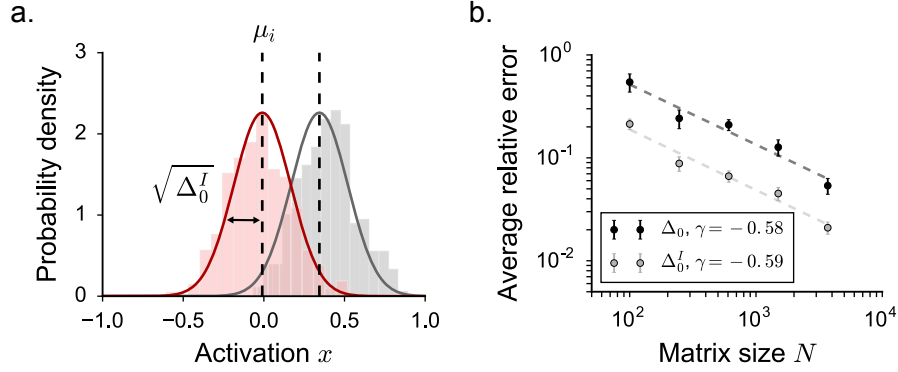 a.
μ_i
Probability density
3
2
1
0
√Δ_0^I
−1.0 −0.5 0.0 0.5 1.0
Activation x
b.
Average relative error
10^0
10^-1
10^-2
Δ_0, γ = −0.58
Δ_0^I, γ = −0.59
10^2 10^3 10^4
Matrix size N